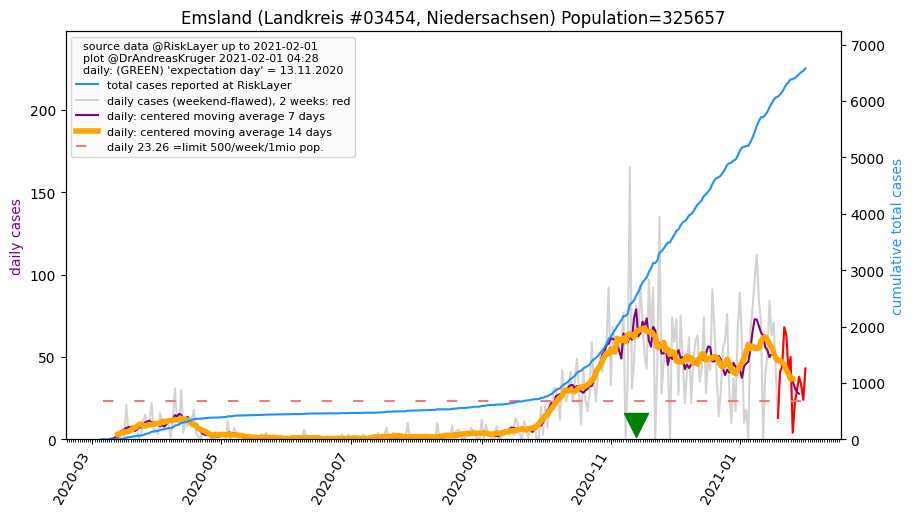 Emsland (Landkreis #03454, Niedersachsen) Population=325657
source data @RiskLayer up to 2021-02-01
plot @DrAndreasKruger 2021-02-01 04:28
daily: (GREEN) 'expectation day' = 13.11.2020
total cases reported at RiskLayer
daily cases (weekend-flawed), 2 weeks: red
daily: centered moving average 7 days
daily: centered moving average 14 days
daily 23.26 =limit 500/week/1mio pop.
daily cases
200
150
100
50
0
cumulative total cases
7000
6000
5000
4000
3000
2000
1000
0
2020-03
2020-05
2020-07
2020-09
2020-11
2021-01